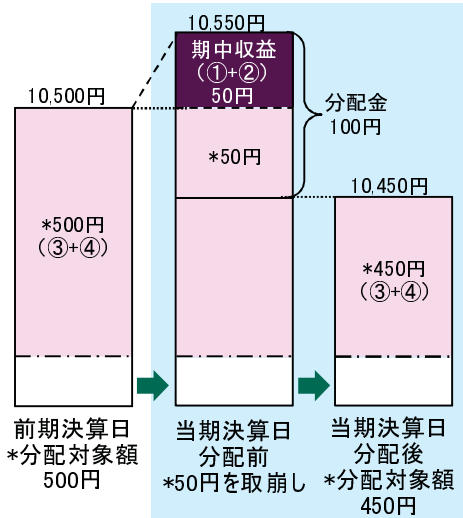 10,550円
期中収益
(①+②)
50円
10,500円
分配金
100円
*50円
10,450円
*500円
(③+④)
*450円
(③+④)
前期決算日
*分配対象額
500円
当期決算日
分配前
*50円を取崩し
当期決算日
分配後
*分配対象額
450円